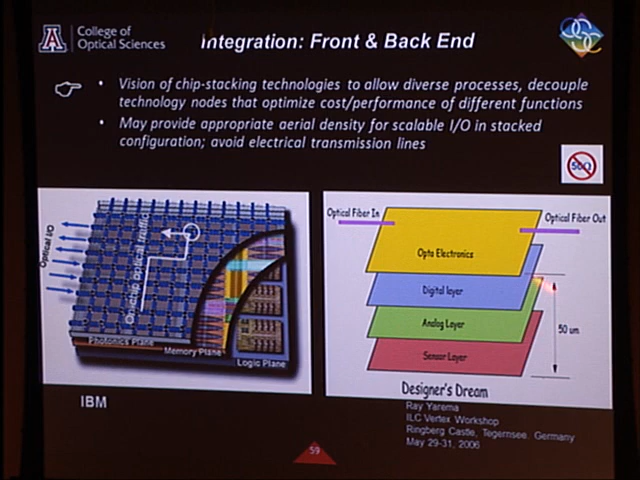 A
College of
Optical Sciences
Integration: Front & Back End
• Vision of chip-stacking technologies to allow diverse processes, decouple
technology nodes that optimize cost/performance of different functions
• May provide appropriate aerial density for scalable I/O in stacked
configuration; avoid electrical transmission lines
50Ω
Optical I/O
On-chip optical traffic
Photonics Plane
Memory Plane
Logic Plane
IBM
Optical Fiber In
Optical Fiber Out
Opto Electronics
Digital layer
Analog Layer
Sensor Layer
50 um
Designer's Dream
Ray Yarema
ILC Vertex Workshop
Ringberg Castle, Tegernsee, Germany
May 29-31, 2006
59